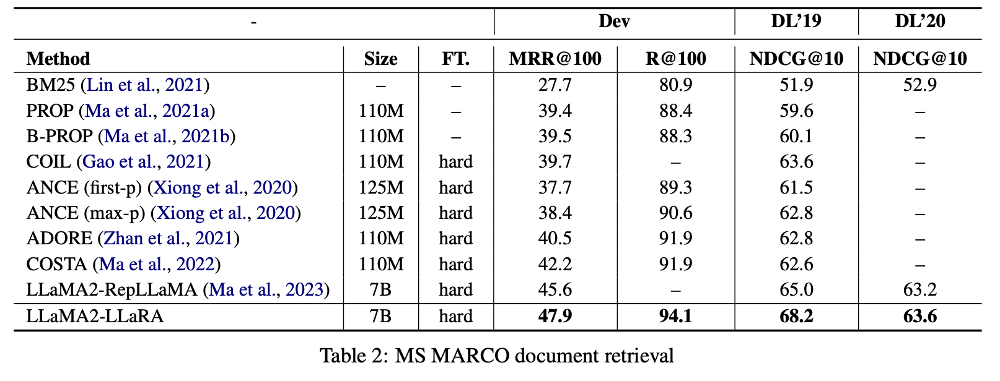 - Dev DL’19 DL’20
Method Size FT. MRR@100 R@100 NDCG@10 NDCG@10
BM25 (Lin et al., 2021) – – 27.7 80.9 51.9 52.9
PROP (Ma et al., 2021a) 110M – 39.4 88.4 59.6 –
B-PROP (Ma et al., 2021b) 110M – 39.5 88.3 60.1 –
COIL (Gao et al., 2021) 110M hard 39.7 – 63.6 –
ANCE (first-p) (Xiong et al., 2020) 125M hard 37.7 89.3 61.5 –
ANCE (max-p) (Xiong et al., 2020) 125M hard 38.4 90.6 62.8 –
ADORE (Zhan et al., 2021) 110M hard 40.5 91.9 62.8 –
COSTA (Ma et al., 2022) 110M hard 42.2 91.9 62.6 –
LLaMA2-RepLLaMA (Ma et al., 2023) 7B hard 45.6 – 65.0 63.2
LLaMA2-LLaRA 7B hard 47.9 94.1 68.2 63.6
Table 2: MS MARCO document retrieval